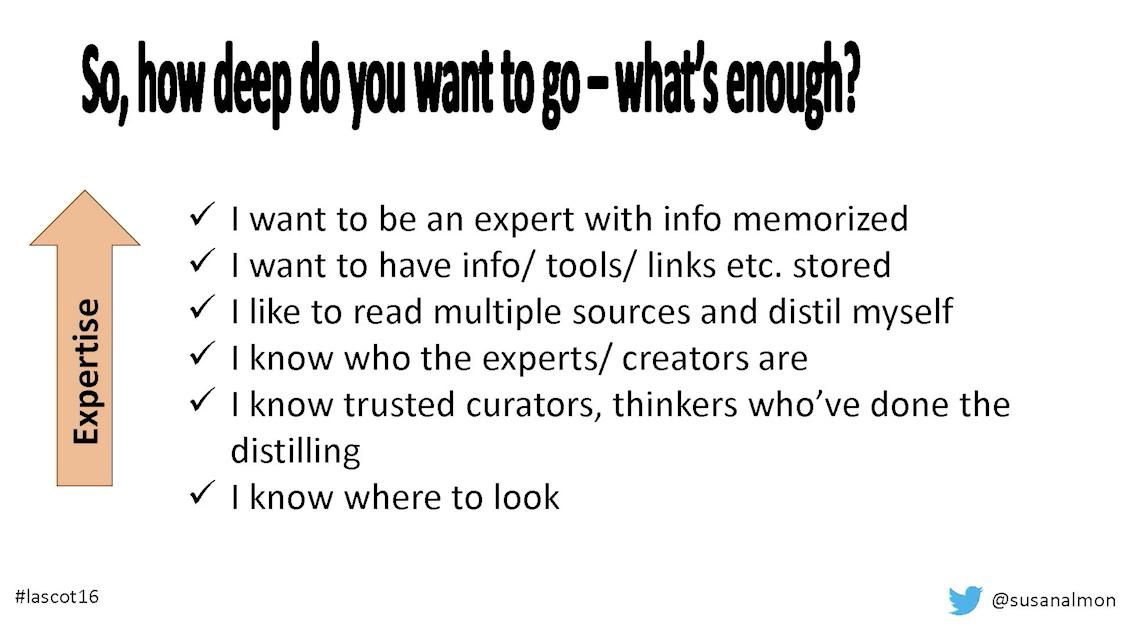 So, how deep do you want to go – what's enough?
Expertise
✓ I want to be an expert with info memorized
✓ I want to have info/ tools/ links etc. stored
✓ I like to read multiple sources and distil myself
✓ I know who the experts/ creators are
✓ I know trusted curators, thinkers who've done the
distilling
✓ I know where to look
#lascot16
@susanalmon